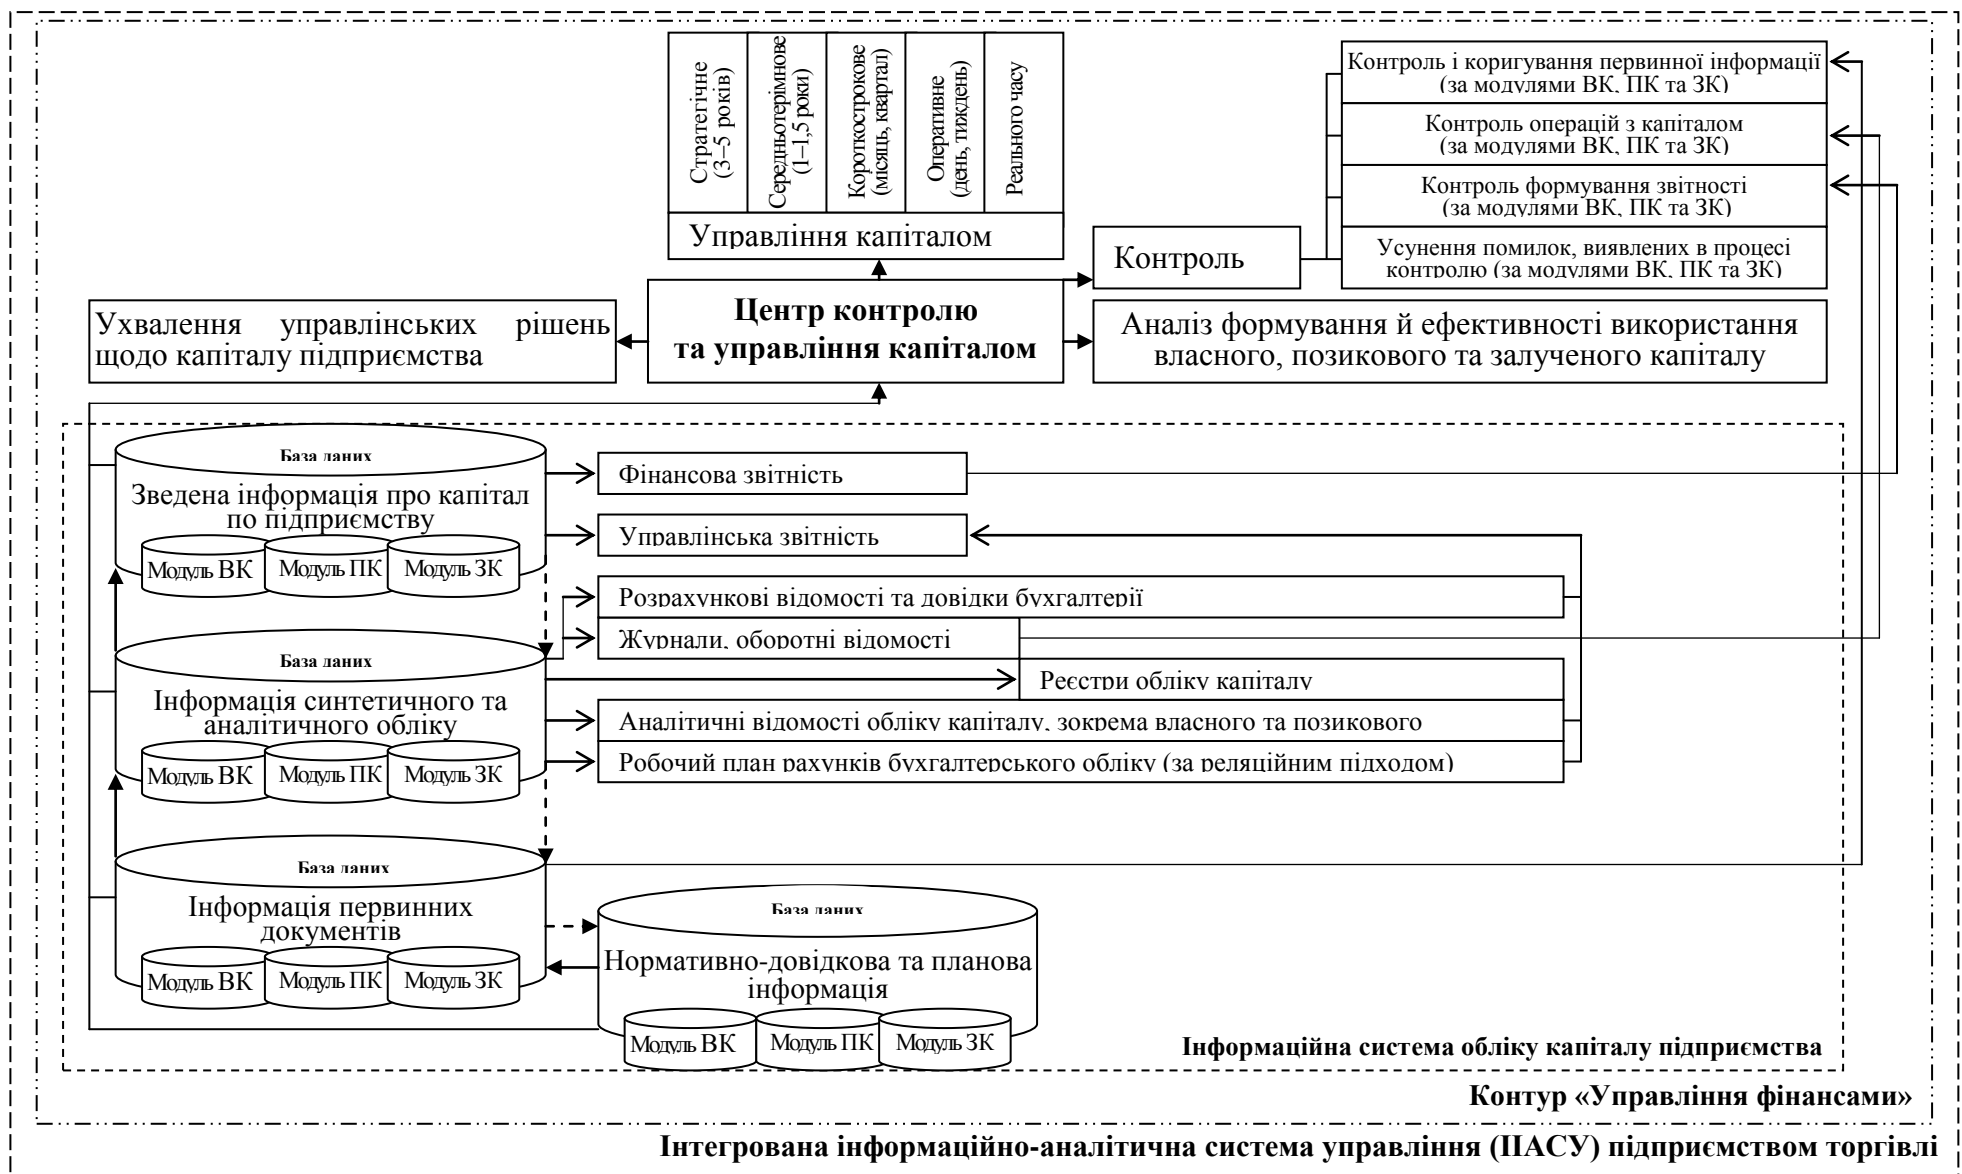 Стратегічне
(3–5 років)
Середньотерімнове
(1–1,5 роки)
Короткострокове
(місяць, квартал)
Оперативне
(день, тиждень)
Реального часу
Управління капіталом
Контроль і коригування первинної інформації
(за модулями ВК, ПК та ЗК)
Контроль операцій з капіталом
(за модулями ВК, ПК та ЗК)
Контроль формування звітності
(за модулями ВК, ПК та ЗК)
Усунення помилок, виявлених в процесі
контролю (за модулями ВК, ПК та ЗК)
Контроль
Центр контролю
та управління капіталом
Ухвалення управлінських рішень
щодо капіталу підприємства
Аналіз формування й ефективності використання
власного, позикового та залученого капіталу
База даних
Зведена інформація про капітал
по підприємству
Модуль ВК
Модуль ПК
Модуль ЗК
Фінансова звітність
Управлінська звітність
Розрахункові відомості та довідки бухгалтерії
Журнали, оборотні відомості
База даних
Інформація синтетичного та
аналітичного обліку
Модуль ВК
Модуль ПК
Модуль ЗК
Реєстри обліку капіталу
Аналітичні відомості обліку капіталу, зокрема власного та позикового
Робочий план рахунків бухгалтерського обліку (за реляційним підходом)
База даних
Інформація первинних
документів
Модуль ВК
Модуль ПК
Модуль ЗК
База даних
Нормативно-довідкова та планова
інформація
Модуль ВК
Модуль ПК
Модуль ЗК
Інформаційна система обліку капіталу підприємства
Контур «Управління фінансами»
Інтегрована інформаційно-аналітична система управління (ІІАСУ) підприємством торгівлі